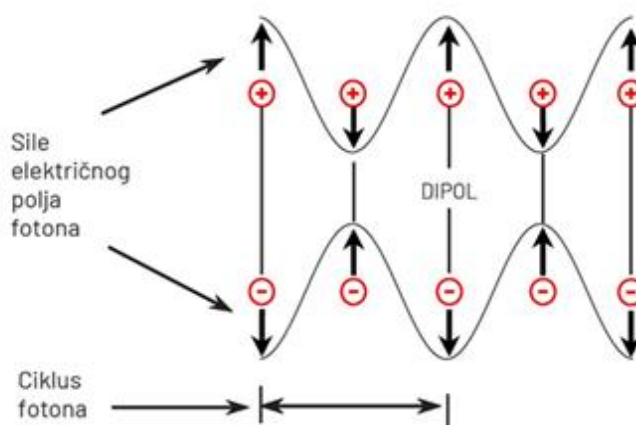 + + + + +
Sile
električnog
polja
fotona
DIPOL
− − − − −
Ciklus
fotona